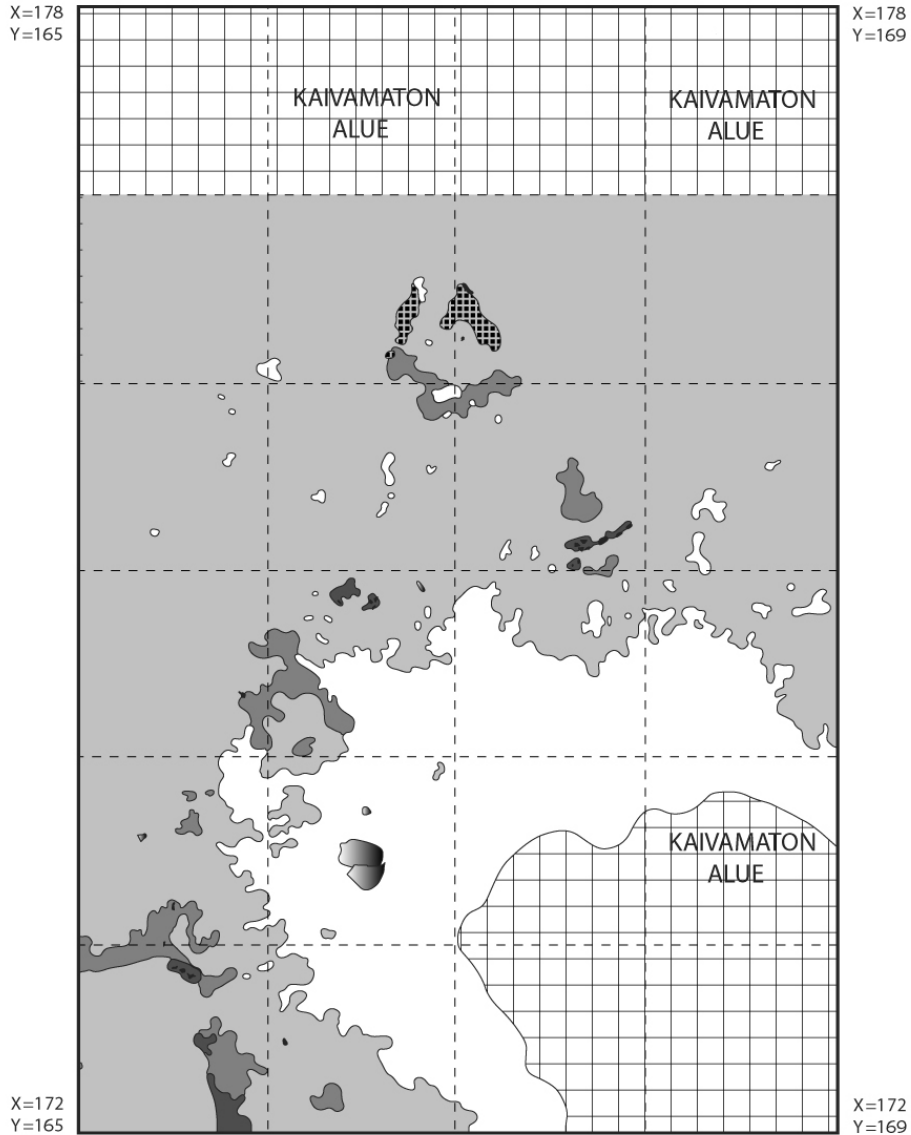 X=178
Y=165
X=178
Y=169
KAIVAMATON
ALUE
KAIVAMATON
ALUE
KAIVAMATON
ALUE
X=172
Y=165
X=172
Y=169